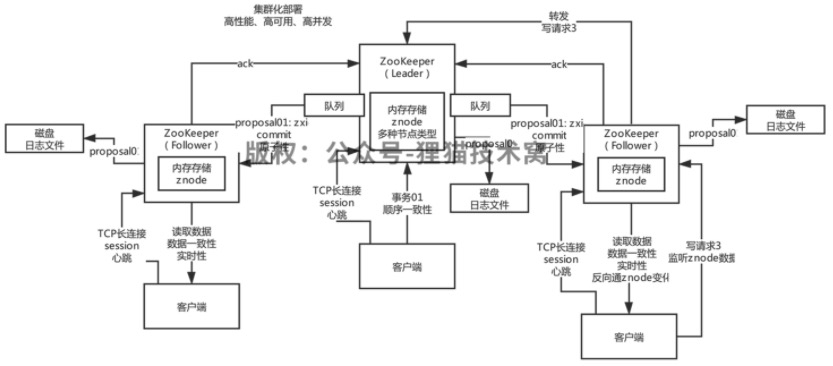 集群化部署
高性能、高可用、高并发
转发
写请求3
ack
ZooKeeper
（Leader）
ack
队列
内存存储
znode
多种节点类型
队列
磁盘
日志文件
proposal0
ZooKeeper
（Follower）
内存存储
znode
proposal01: zxi
commit
原子性
proposal0
磁盘
日志文件
proposal01: zxi
commit
原子性
ZooKeeper
（Follower）
内存存储
znode
proposal0
磁盘
日志文件
版权：公众号-狸猫技术窝
TCP长连接
session
心跳
读取数据
数据一致性
实时性
客户端
TCP长连接
session
心跳
事务01
顺序一致性
客户端
TCP长连接
session
心跳
读取数据
数据一致性
实时性
反向通znode变化
写请求3
监听znode数据
客户端